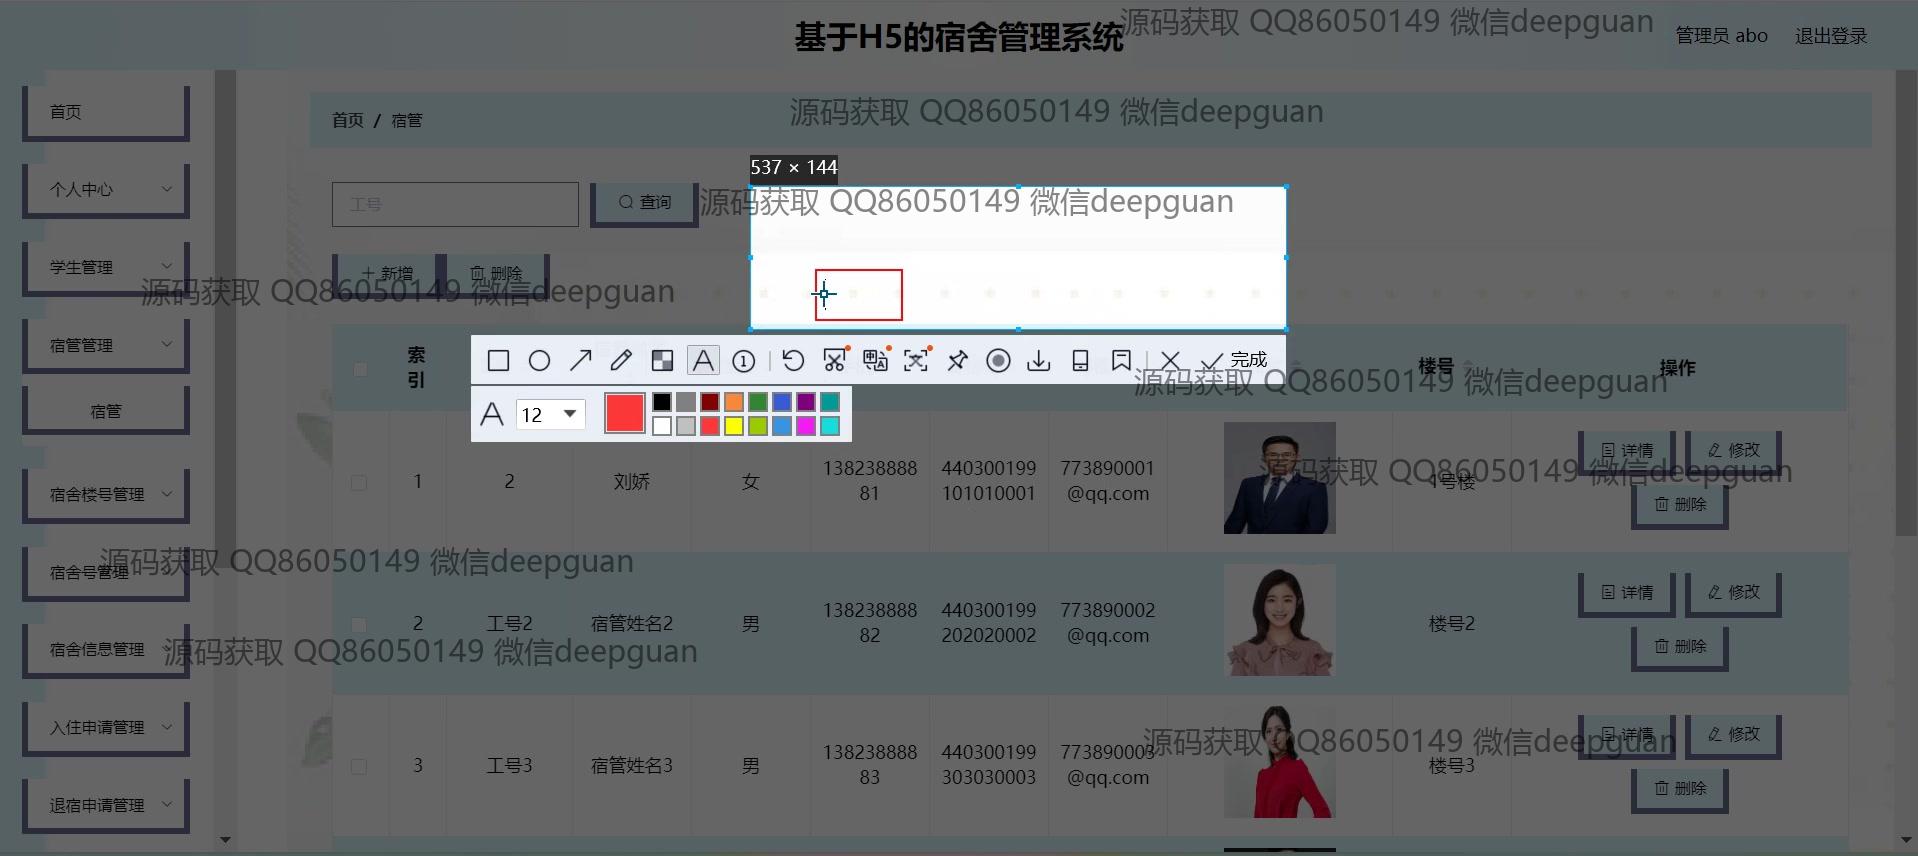 基于H5的宿舍管理系统
源码获取 QQ86050149 微信deepguan
管理员 abo
退出登录
首页
首页 / 宿管
源码获取 QQ86050149 微信deepguan
537 × 144
个人中心
工号
查询
源码获取 QQ86050149 微信deepguan
学生管理
新增
删除
源码获取 QQ86050149 微信deepguan
宿管管理
索引
完成
楼号
操作
源码获取 QQ86050149 微信deepguan
宿管
12
1
2
刘娇
女
138238888
81
440300199
101010001
773890001
@qq.com
1号楼
详情
修改
删除
源码获取 QQ86050149 微信deepguan
宿舍楼号管理
宿舍号管理
源码获取 QQ86050149 微信deepguan
2
工号2
宿管姓名2
男
138238888
82
440300199
202020002
773890002
@qq.com
楼号2
详情
修改
删除
宿舍信息管理
源码获取 QQ86050149 微信deepguan
入住申请管理
3
工号3
宿管姓名3
男
138238888
83
440300199
303030003
773890003
@qq.com
楼号3
详情
修改
删除
源码获取 QQ86050149 微信deepguan
退宿申请管理